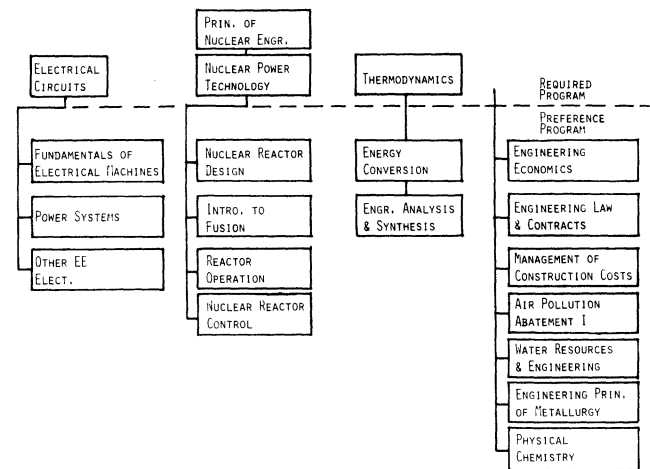 PRIN. OF
NUCLEAR ENGR.
ELECTRICAL
CIRCUITS
NUCLEAR POWER
TECHNOLOGY
THERMODYNAMICS
REQUIRED
PROGRAM
PREFERENCE
PROGRAM
FUNDAMENTALS OF
ELECTRICAL MACHINES
POWER SYSTEMS
OTHER EE
ELECT.
NUCLEAR REACTOR
DESIGN
INTRO. TO
FUSION
REACTOR
OPERATION
NUCLEAR REACTOR
CONTROL
ENERGY
CONVERSION
ENGR. ANALYSIS
& SYNTHESIS
ENGINEERING
ECONOMICS
ENGINEERING LAW
& CONTRACTS
MANAGEMENT OF
CONSTRUCTION COSTS
AIR POLLUTION
ABATEMENT I
WATER RESOURCES
& ENGINEERING
ENGINEERING PRIN.
OF METALLURGY
PHYSICAL
CHEMISTRY